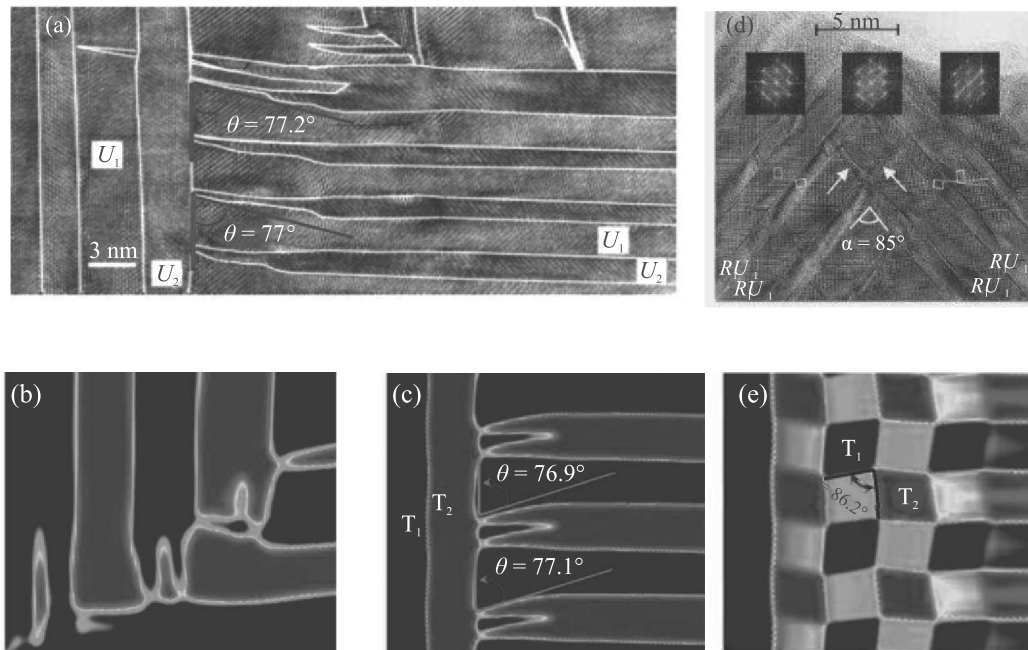 (a)
U₁
3 nm
U₂
θ = 77.2°
θ = 77°
U₁
U₂
(d)
5 nm
α = 85°
RU₁
RU₁
RU₁
RU₁
(b)
(c)
T₁
T₂
θ = 76.9°
θ = 77.1°
(e)
T₁
86.2°
T₂